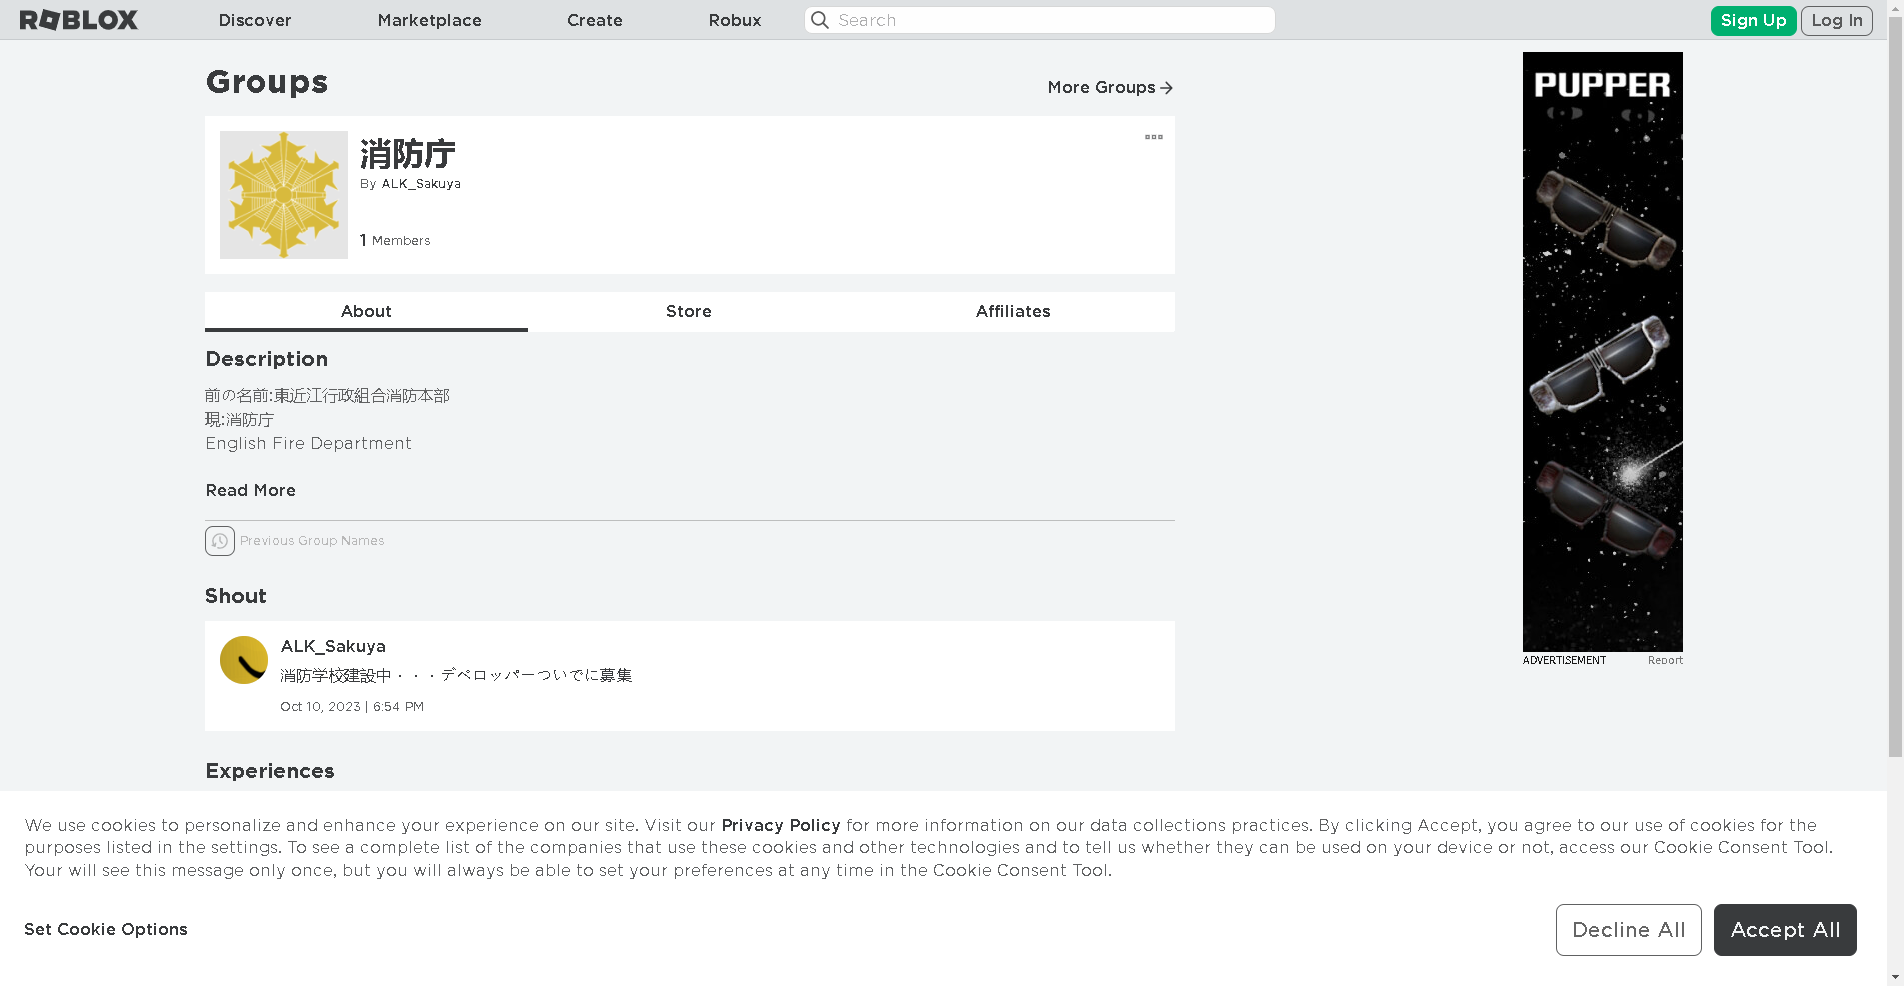 ROBLOX
Discover
Marketplace
Create
Robux
Search
Sign Up
Log In
Groups
More Groups
消防庁
By ALK_Sakuya
1 Members
About
Store
Affiliates
Description
前の名前:東近江行政組合消防本部
現:消防庁
English Fire Department
Read More
Previous Group Names
Shout
ALK_Sakuya
消防学校建設中・・・デベロッパーついでに募集
Oct 10, 2023 | 6:54 PM
Experiences
PUPPER
ADVERTISEMENT
Report
We use cookies to personalize and enhance your experience on our site. Visit our Privacy Policy for more information on our data collections practices. By clicking Accept, you agree to our use of cookies for the
purposes listed in the settings. To see a complete list of the companies that use these cookies and other technologies and to tell us whether they can be used on your device or not, access our Cookie Consent Tool.
Your will see this message only once, but you will always be able to set your preferences at any time in the Cookie Consent Tool.
Set Cookie Options
Decline All
Accept All